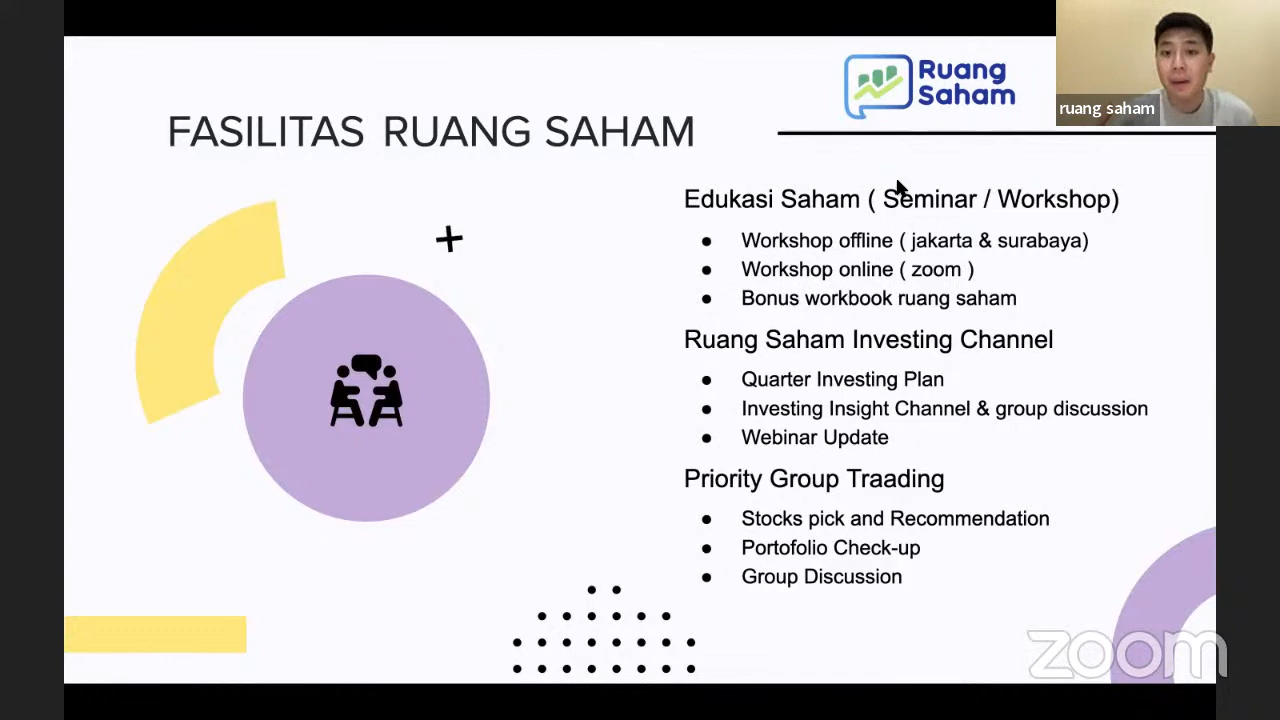 Ruang
Saham
ruang saham
FASILITAS RUANG SAHAM
Edukasi Saham ( Seminar / Workshop)
● Workshop offline ( jakarta & surabaya)
● Workshop online ( zoom )
● Bonus workbook ruang saham
Ruang Saham Investing Channel
● Quarter Investing Plan
● Investing Insight Channel & group discussion
● Webinar Update
Priority Group Traading
● Stocks pick and Recommendation
● Portofolio Check-up
● Group Discussion
zoom